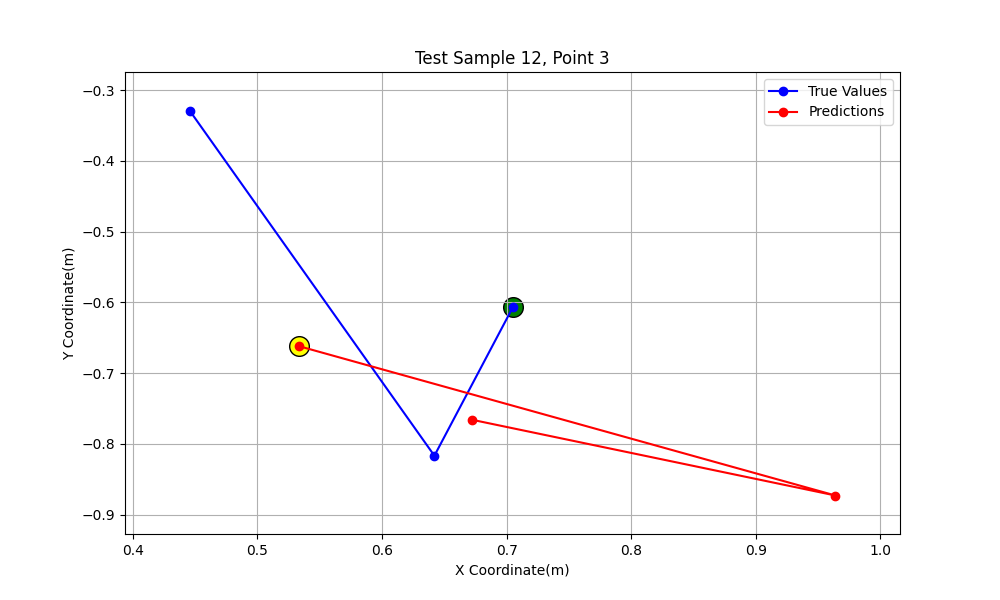 Test Sample 12, Point 3
True Values
Predictions
−0.3
−0.4
−0.5
−0.6
−0.7
−0.8
−0.9
Y Coordinate(m)
0.4 0.5 0.6 0.7 0.8 0.9 1.0
X Coordinate(m)